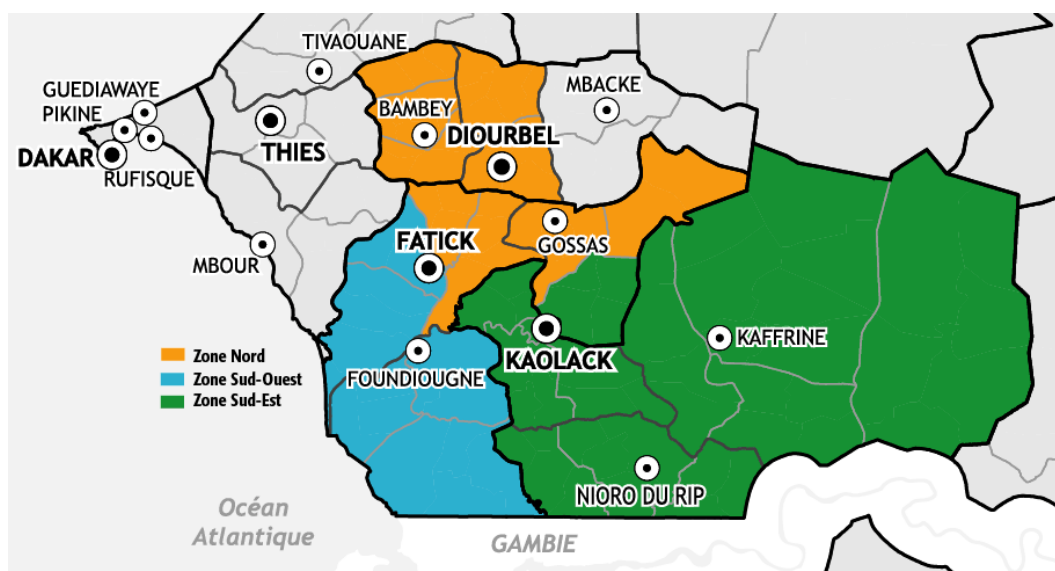 TIVAOUANE
GUEDIAWAYE
PIKINE
DAKAR
RUFISQUE
THIES
BAMBEY
DIOURBEL
MBACKE
MBOUR
FATICK
GOSSAS
KAOLACK
KAFFRINE
FOUNDIOUGNE
NIORO DU RIP
Zone Nord
Zone Sud-Ouest
Zone Sud-Est
Océan
Atlantique
GAMBIE